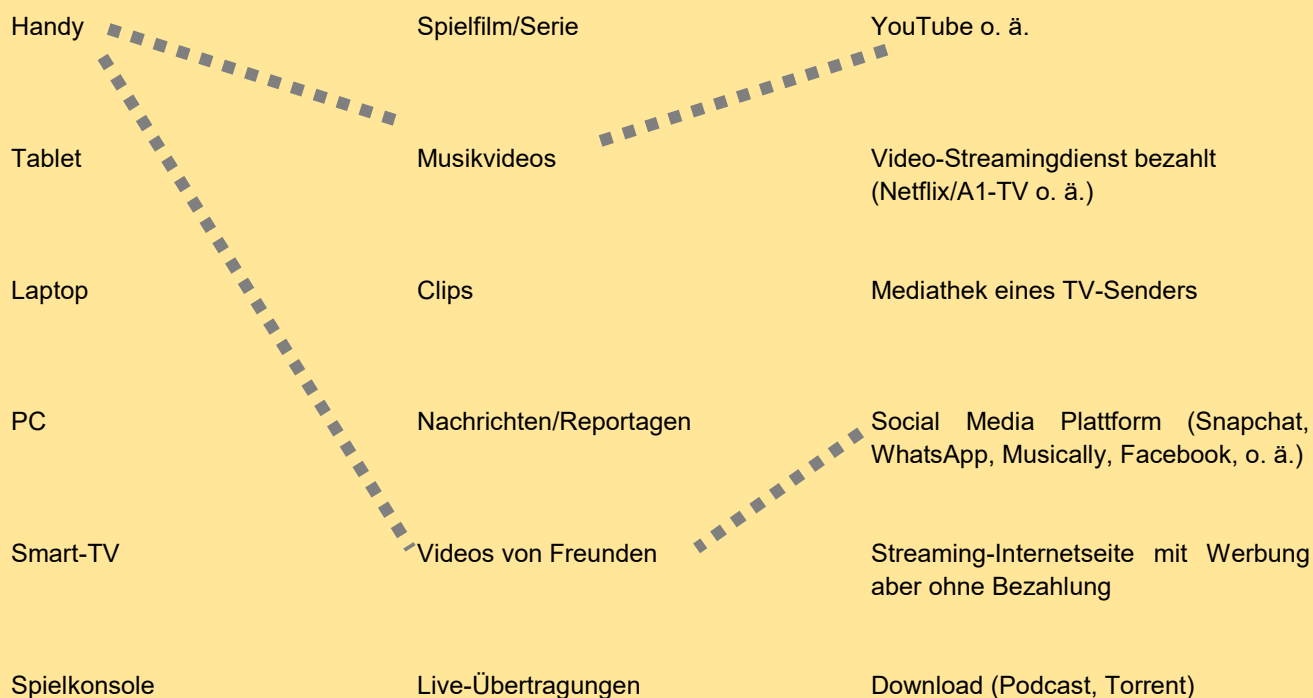 Handy Spielfilm/Serie YouTube o. ä.
Tablet Musikvideos Video-Streamingdienst bezahlt
(Netflix/A1-TV o. ä.)
Laptop Clips Mediathek eines TV-Senders
PC Nachrichten/Reportagen Social Media Plattform (Snapchat,
WhatsApp, Musically, Facebook, o. ä.)
Smart-TV Videos von Freunden Streaming-Internetseite mit Werbung
aber ohne Bezahlung
Spielkonsole Live-Übertragungen Download (Podcast, Torrent)